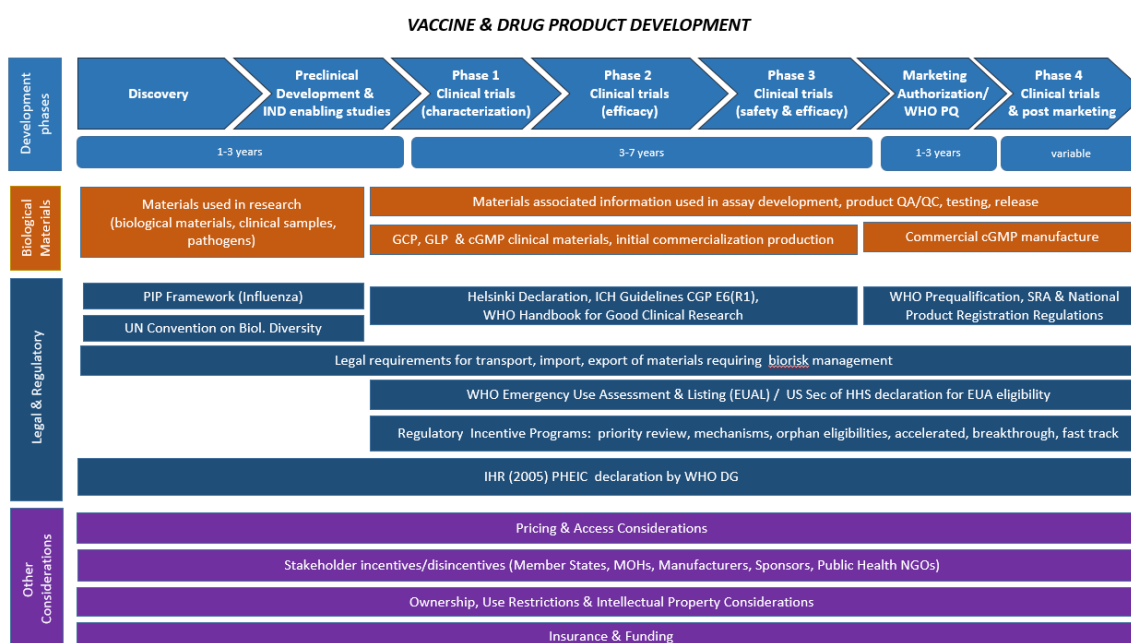 VACCINE & DRUG PRODUCT DEVELOPMENT
Development
phases
Discovery
Preclinical
Development &
IND enabling studies
Phase 1
Clinical trials
(characterization)
Phase 2
Clinical trials
(efficacy)
Phase 3
Clinical trials
(safety & efficacy)
Marketing
Authorization/
WHO PQ
Phase 4
Clinical trials
& post marketing
1-3 years
3-7 years
1-3 years
variable
Biological
Materials
Materials used in research
(biological materials, clinical samples,
pathogens)
Materials associated information used in assay development, product QA/QC, testing, release
GCP, GLP & cGMP clinical materials, initial commercialization production
Commercial cGMP manufacture
Legal & Regulatory
PIP Framework (Influenza)
UN Convention on Biol. Diversity
Helsinki Declaration, ICH Guidelines CGP E6(R1),
WHO Handbook for Good Clinical Research
WHO Prequalification, SRA & National
Product Registration Regulations
Legal requirements for transport, import, export of materials requiring biorisk management
WHO Emergency Use Assessment & Listing (EUAL) / US Sec of HHS declaration for EUA eligibility
Regulatory Incentive Programs: priority review, mechanisms, orphan eligibilities, accelerated, breakthrough, fast track
IHR (2005) PHEIC declaration by WHO DG
Other
Considerations
Pricing & Access Considerations
Stakeholder incentives/disincentives (Member States, MOHs, Manufacturers, Sponsors, Public Health NGOs)
Ownership, Use Restrictions & Intellectual Property Considerations
Insurance & Funding